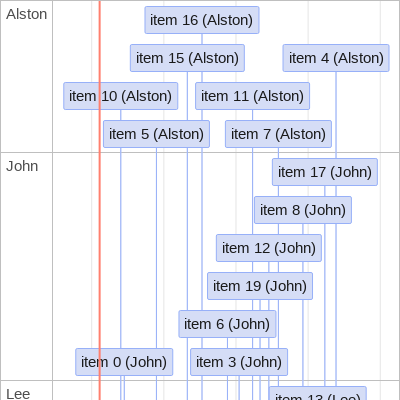 Alston
item 16 (Alston)
item 15 (Alston)
item 4 (Alston)
item 10 (Alston)
item 11 (Alston)
item 5 (Alston)
item 7 (Alston)
John
item 17 (John)
item 8 (John)
item 12 (John)
item 19 (John)
item 6 (John)
item 0 (John)
item 3 (John)
Lee
item 13 (Lee)